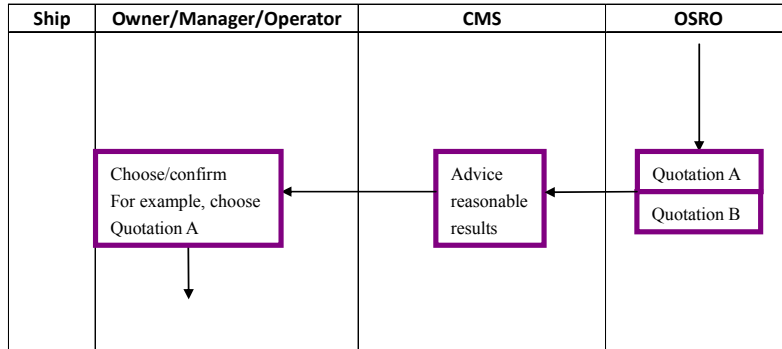 Ship Owner/Manager/Operator CMS OSRO
Choose/confirm
For example, choose
Quotation A
Advice
reasonable
results
Quotation A
Quotation B